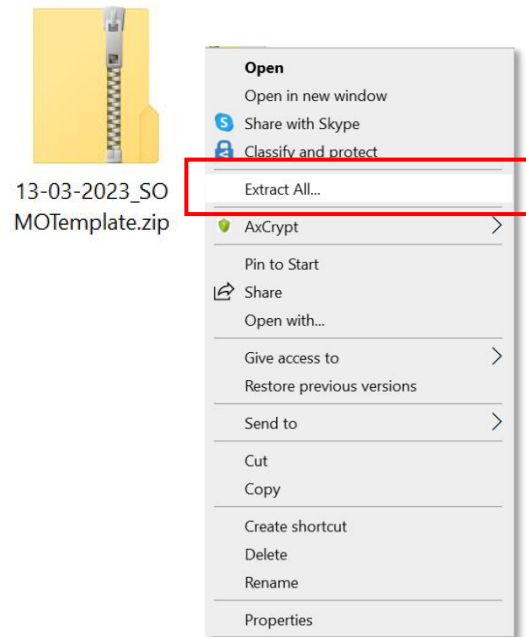 13-03-2023_SO
MOTemplate.zip
Open
Open in new window
Share with Skype
Classify and protect
Extract All...
AxCrypt
Pin to Start
Share
Open with...
Give access to
Restore previous versions
Send to
Cut
Copy
Create shortcut
Delete
Rename
Properties